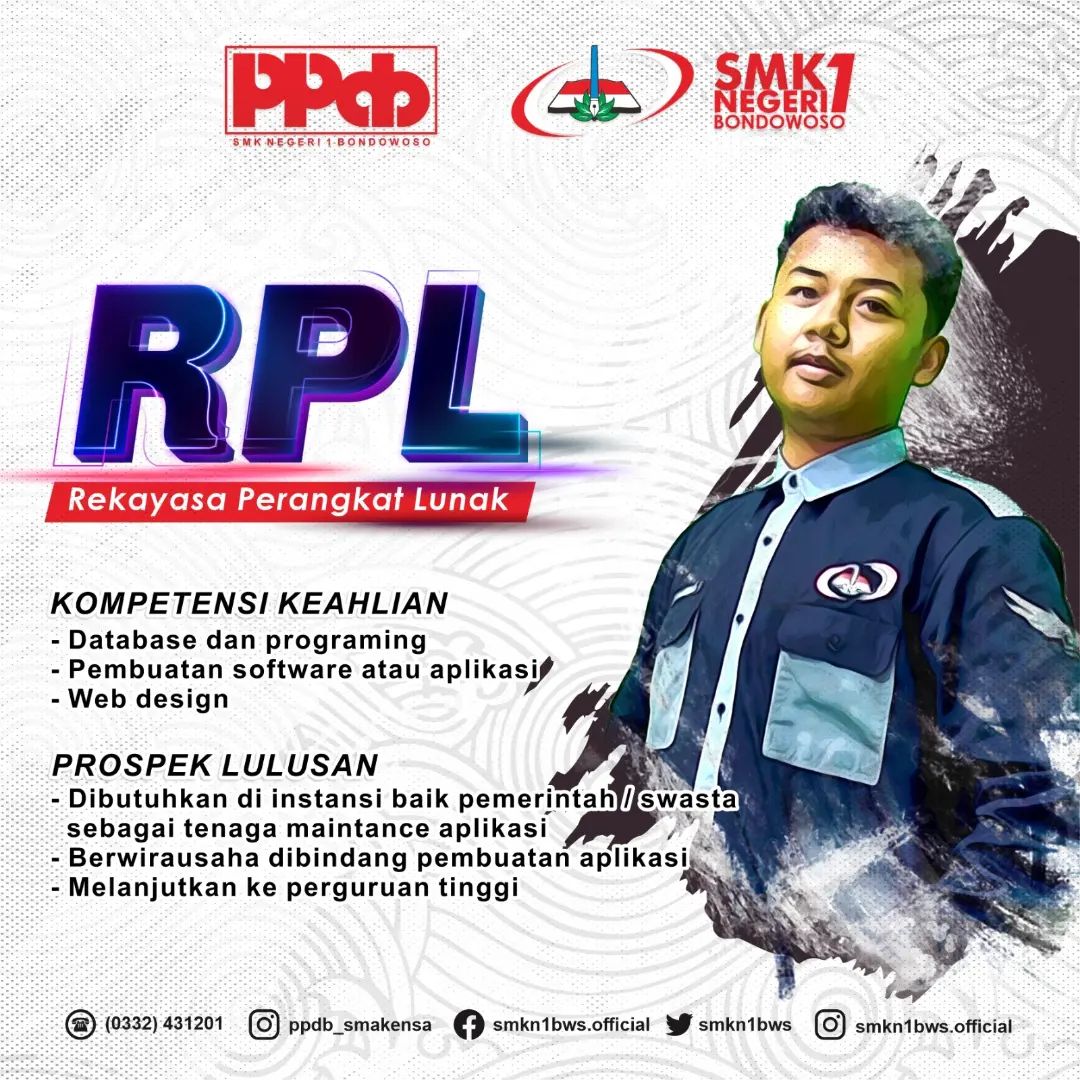 PPdb
SMK NEGERI 1 BONDOWOSO
SMK
NEGERI 1
BONDOWOSO
RPL
Rekayasa Perangkat Lunak
KOMPETENSI KEAHLIAN
- Database dan programing
- Pembuatan software atau aplikasi
- Web design
PROSPEK LULUSAN
- Dibutuhkan di instansi baik pemerintah / swasta
sebagai tenaga maintance aplikasi
- Berwirausaha dibindang pembuatan aplikasi
- Melanjutkan ke perguruan tinggi
(0332) 431201 ppdb_smakensa smkn1bws.official smkn1bws smkn1bws.official